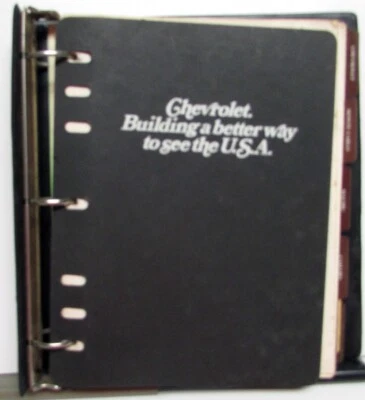 Chevrolet.
Building a better way
to see the U.S.A.